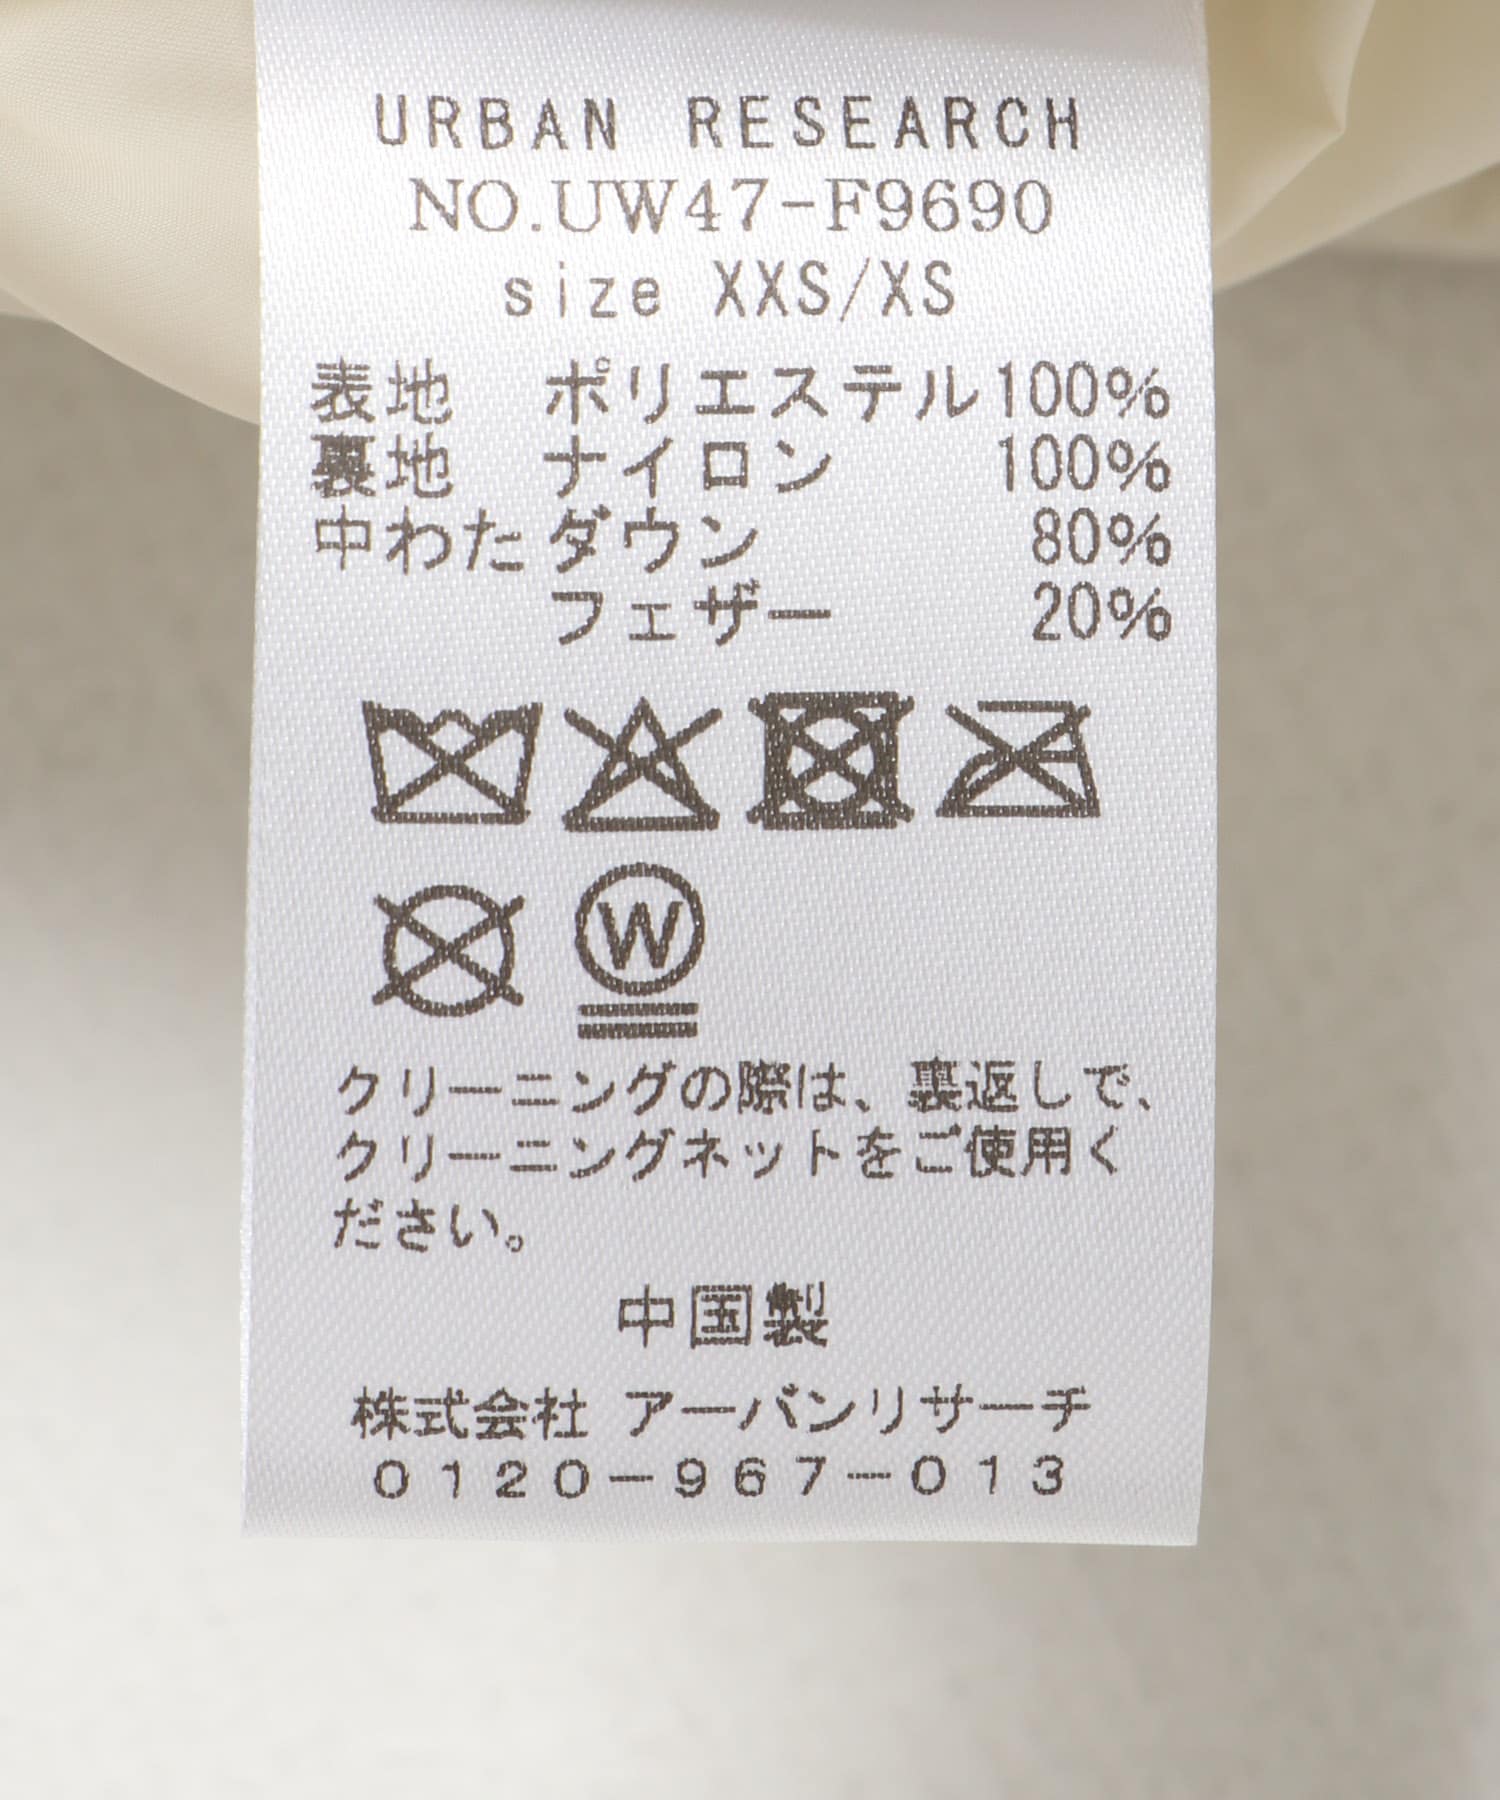 URBAN RESEARCH
NO.UW47-F9690
size XXS/XS
表地 ポリエステル100%
裏地 ナイロン 100%
中わた ダウン 80%
フェザー 20%
W
クリーニングの際は、裏返しで、
クリーニングネットをご使用く
ださい。
中国製
株式会社 アーバンリサーチ
0120-967-013